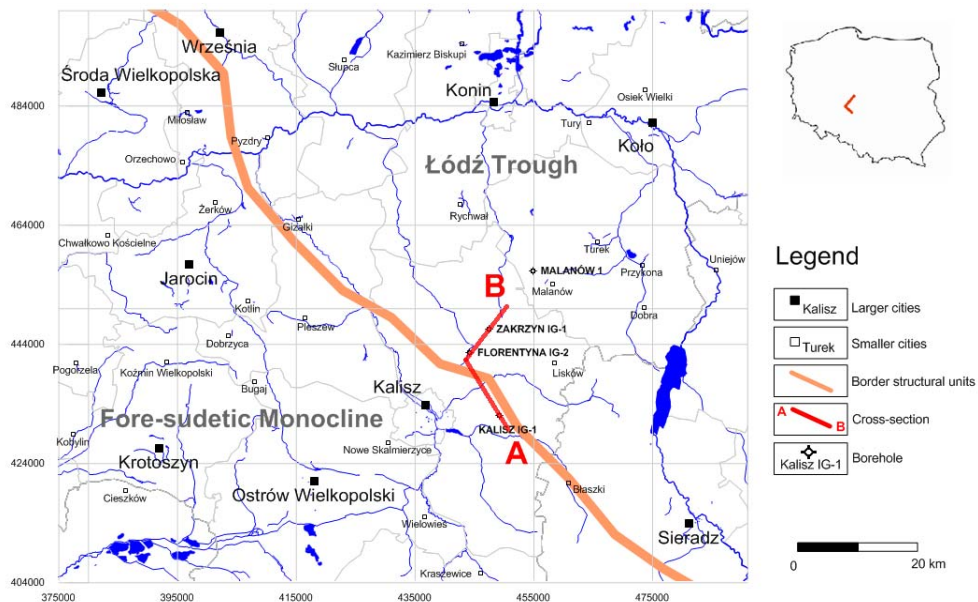 Września
Słupca
Kazimierz Biskupi
Środa Wielkopolska
Konin
Osiek Wielki
484000
Miłosław
Tury
Koło
Pyzdry
Orzechowo
Łódź Trough
Żerków
Rychwał
464000
Gizałki
Chwałkowo Kościelne
Turek
Jarocin
Przykona
Uniejów
MALANÓW 1
B
Malanów
Kotlin
Dobra
Pleszew
ZAKRZYN IG-1
Dobrzyca
444000
FLORENTYNA IG-2
Pogorzela
Koźmin Wielkopolski
Lisków
Bugaj
Kalisz
Fore-sudetic Monocline
KALISZ IG-1
Kobylin
Nowe Skalmierzyce
A
Krotoszyn
424000
Ostrów Wielkopolski
Błaszki
Cieszków
Wielowieś
Sieradz
Kraszewice
404000
375000
395000
415000
435000
455000
475000
Legend
Kalisz
Larger cities
Turek
Smaller cities
Border structural units
A
B
Cross-section
Kalisz IG-1
Borehole
0
20 km